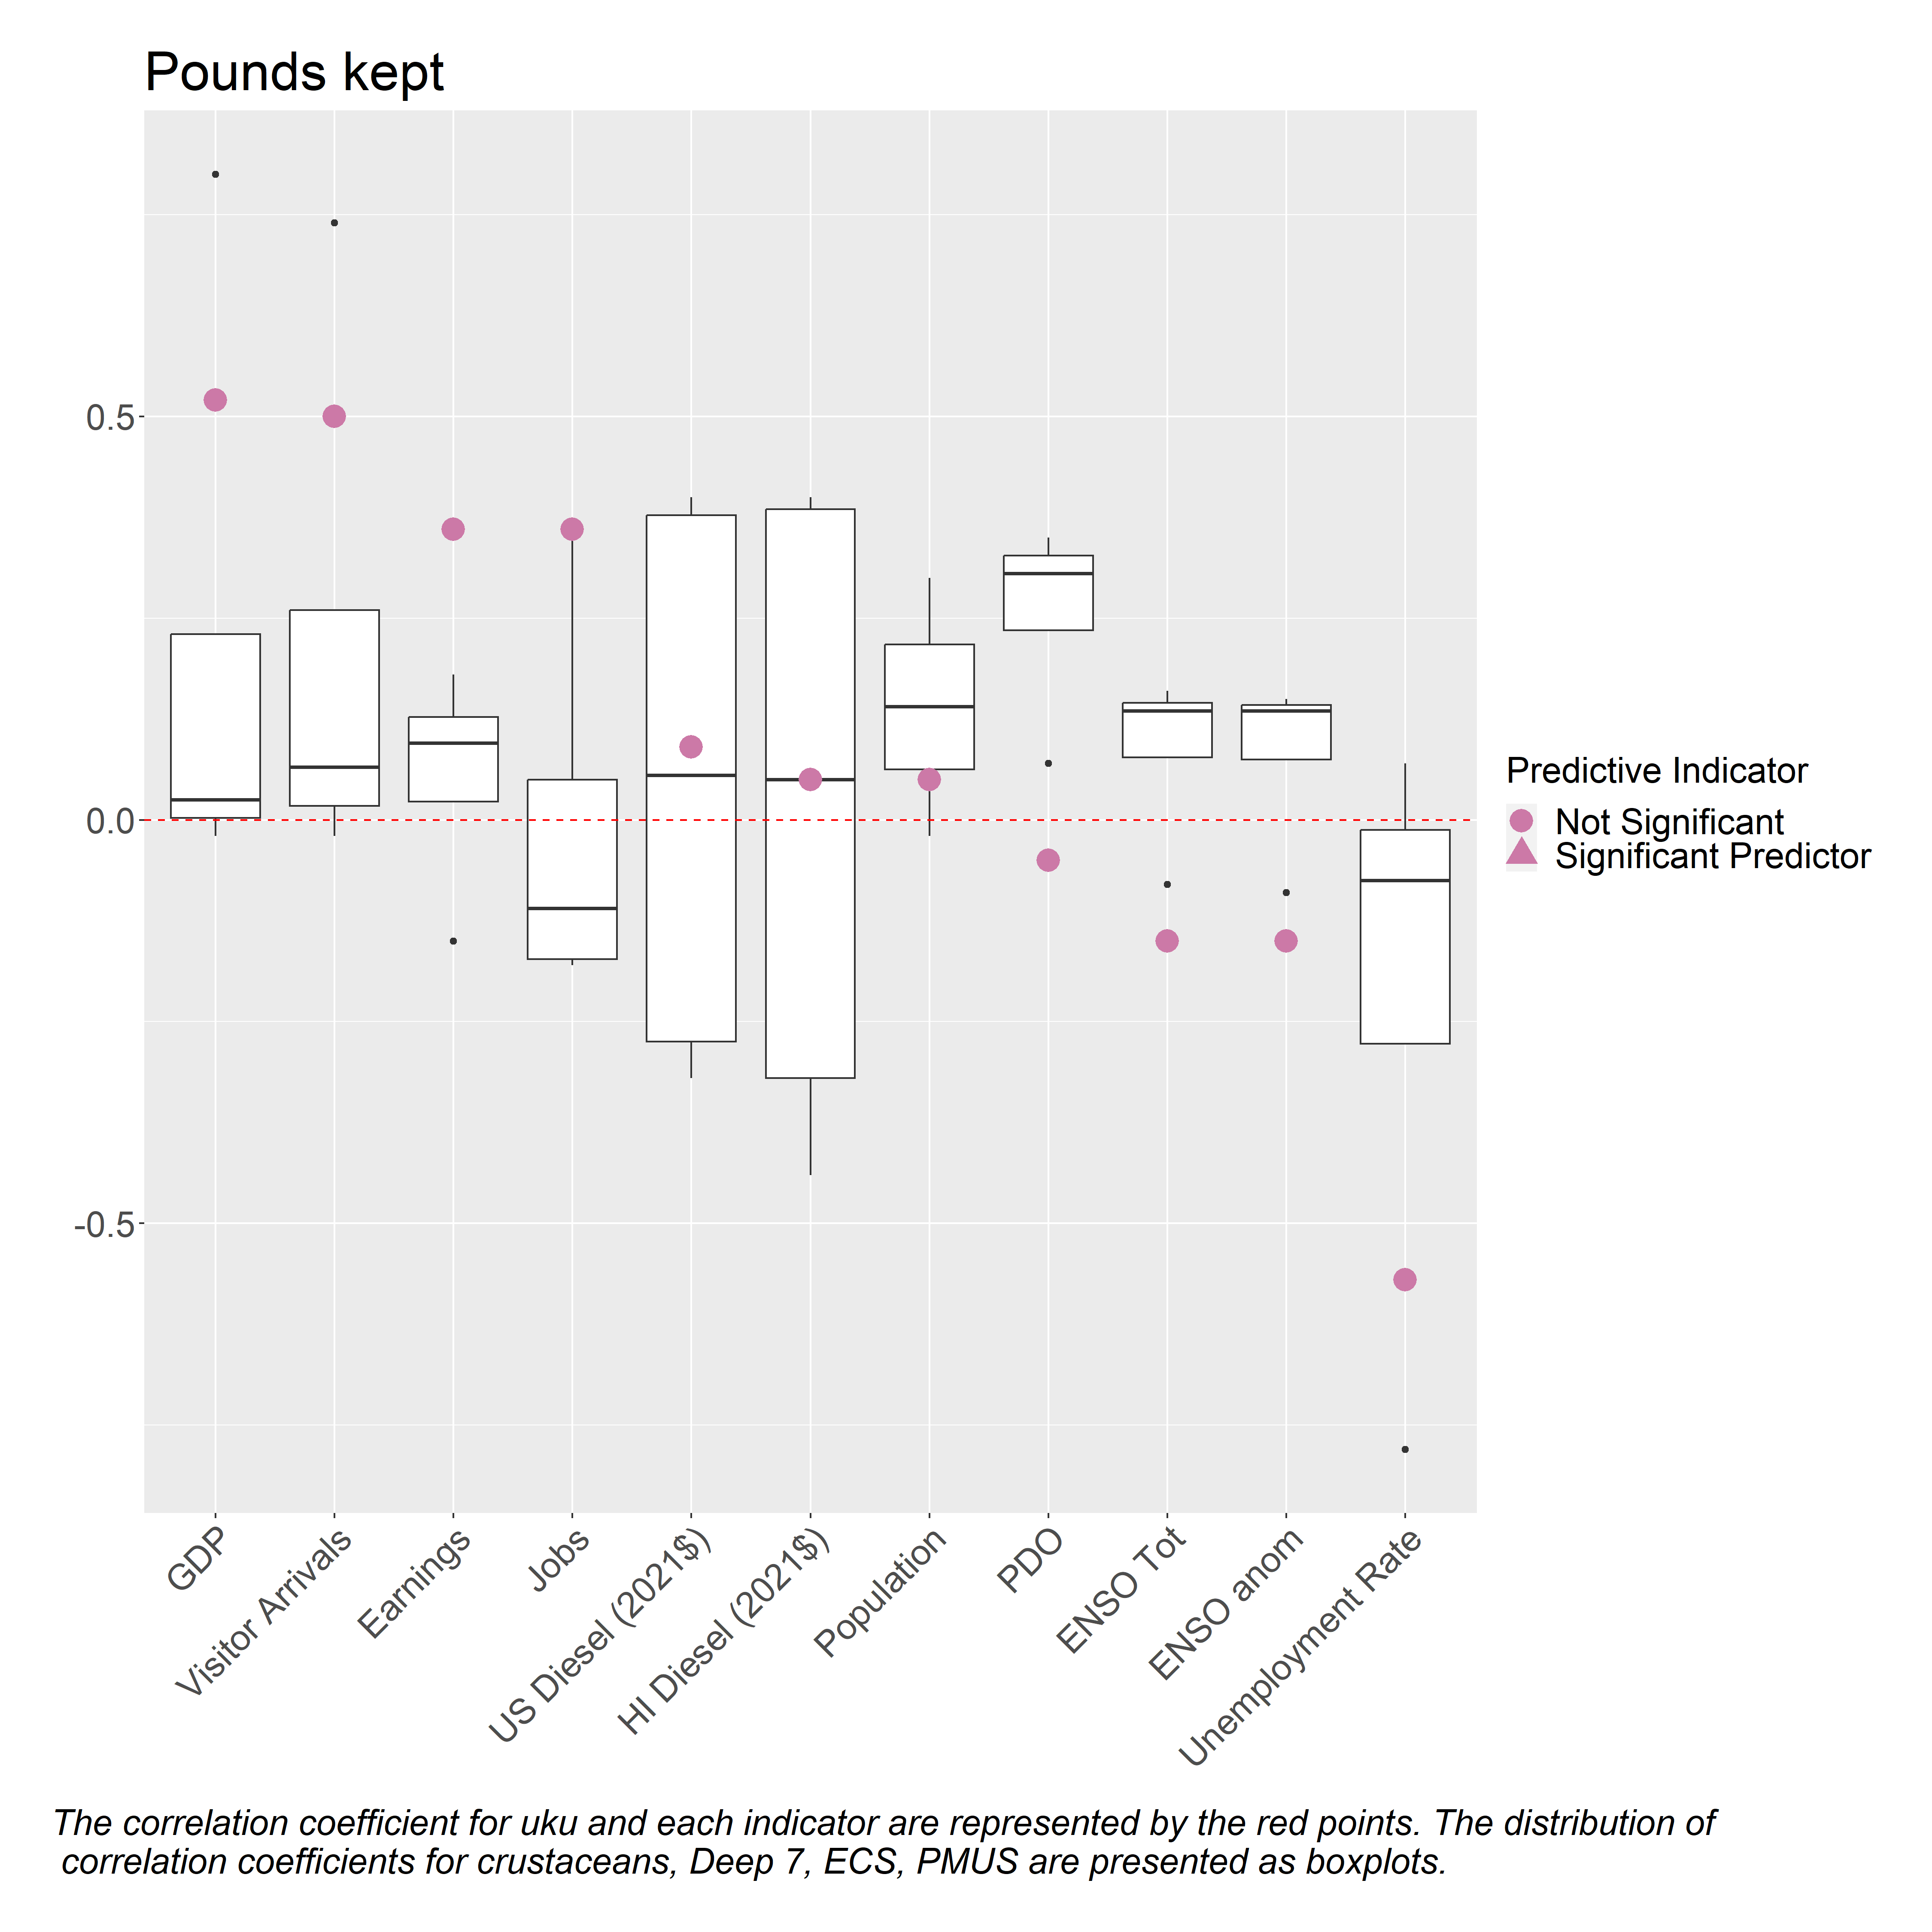 Pounds kept
0.5
0.0
-0.5
GDP
Visitor Arrivals
Earnings
Jobs
US Diesel (2021$)
HI Diesel (2021$)
Population
PDO
ENSO Tot
ENSO anom
Unemployment Rate
Predictive Indicator
Not Significant
Significant Predictor
The correlation coefficient for uku and each indicator are represented by the red points. The distribution of
correlation coefficients for crustaceans, Deep 7, ECS, PMUS are presented as boxplots.